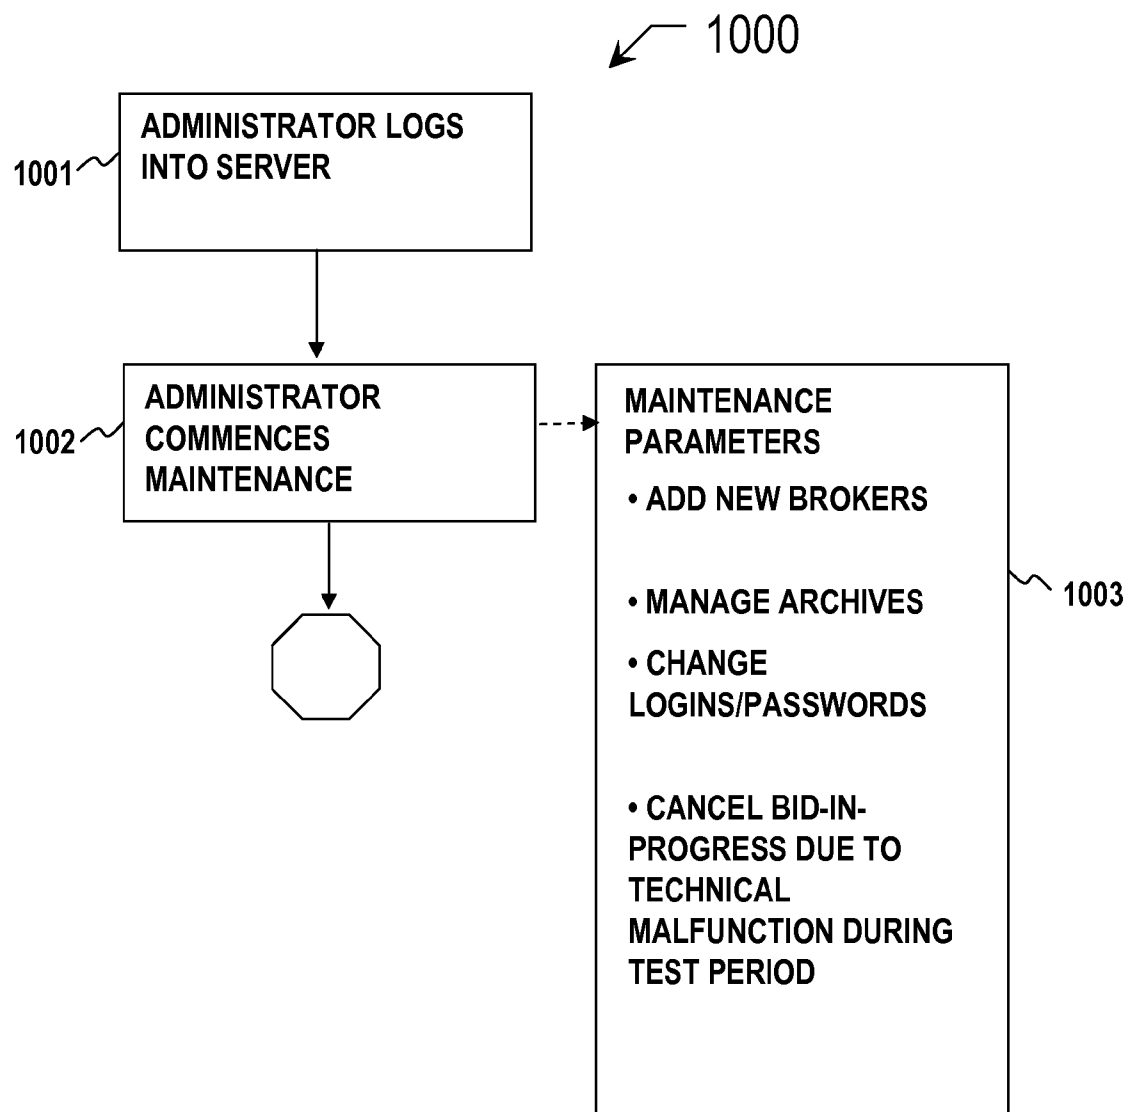 1000
ADMINISTRATOR LOGS
INTO SERVER
1001
ADMINISTRATOR
COMMENCES
MAINTENANCE
1002
MAINTENANCE
PARAMETERS
• ADD NEW BROKERS
• MANAGE ARCHIVES
• CHANGE
LOGINS/PASSWORDS
• CANCEL BID-IN-
PROGRESS DUE TO
TECHNICAL
MALFUNCTION DURING
TEST PERIOD
1003